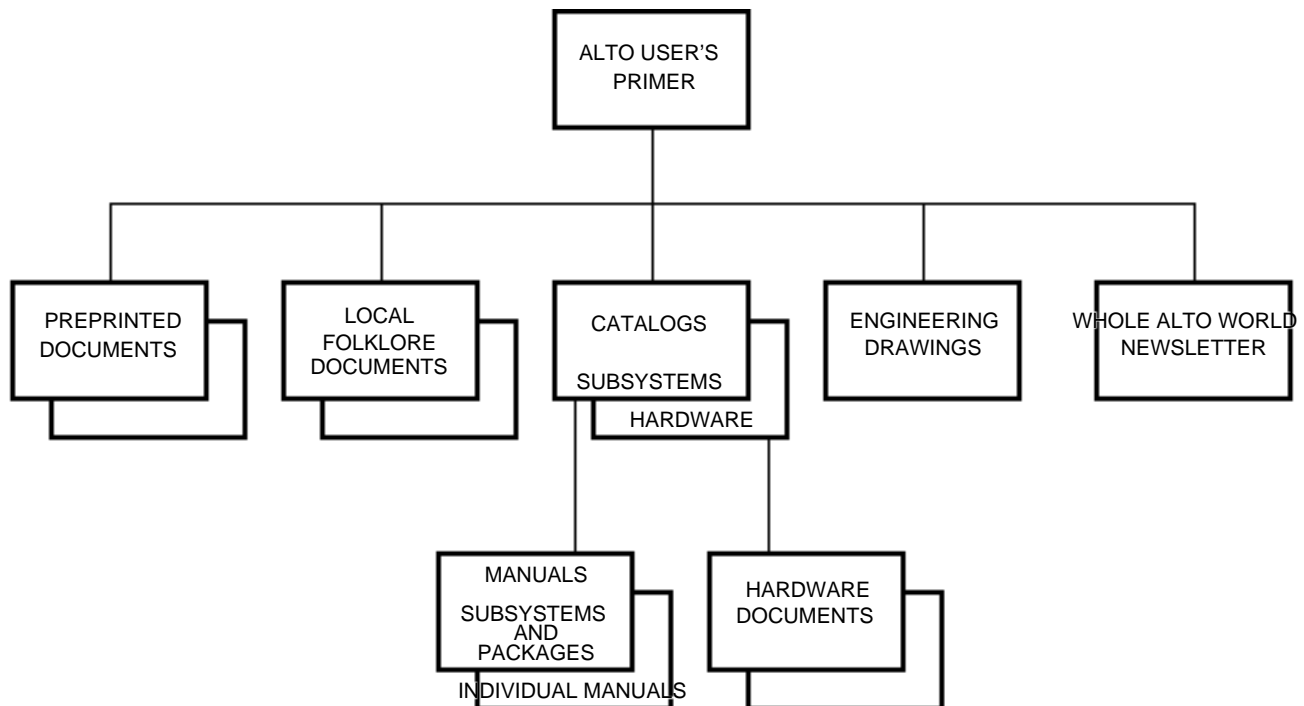 ALTO USER’S
PRIMER
PREPRINTED
DOCUMENTS
LOCAL
FOLKLORE
DOCUMENTS
CATALOGS
SUBSYSTEMS
HARDWARE
ENGINEERING
DRAWINGS
WHOLE ALTO WORLD
NEWSLETTER
MANUALS
SUBSYSTEMS
AND
PACKAGES
INDIVIDUAL MANUALS
HARDWARE
DOCUMENTS